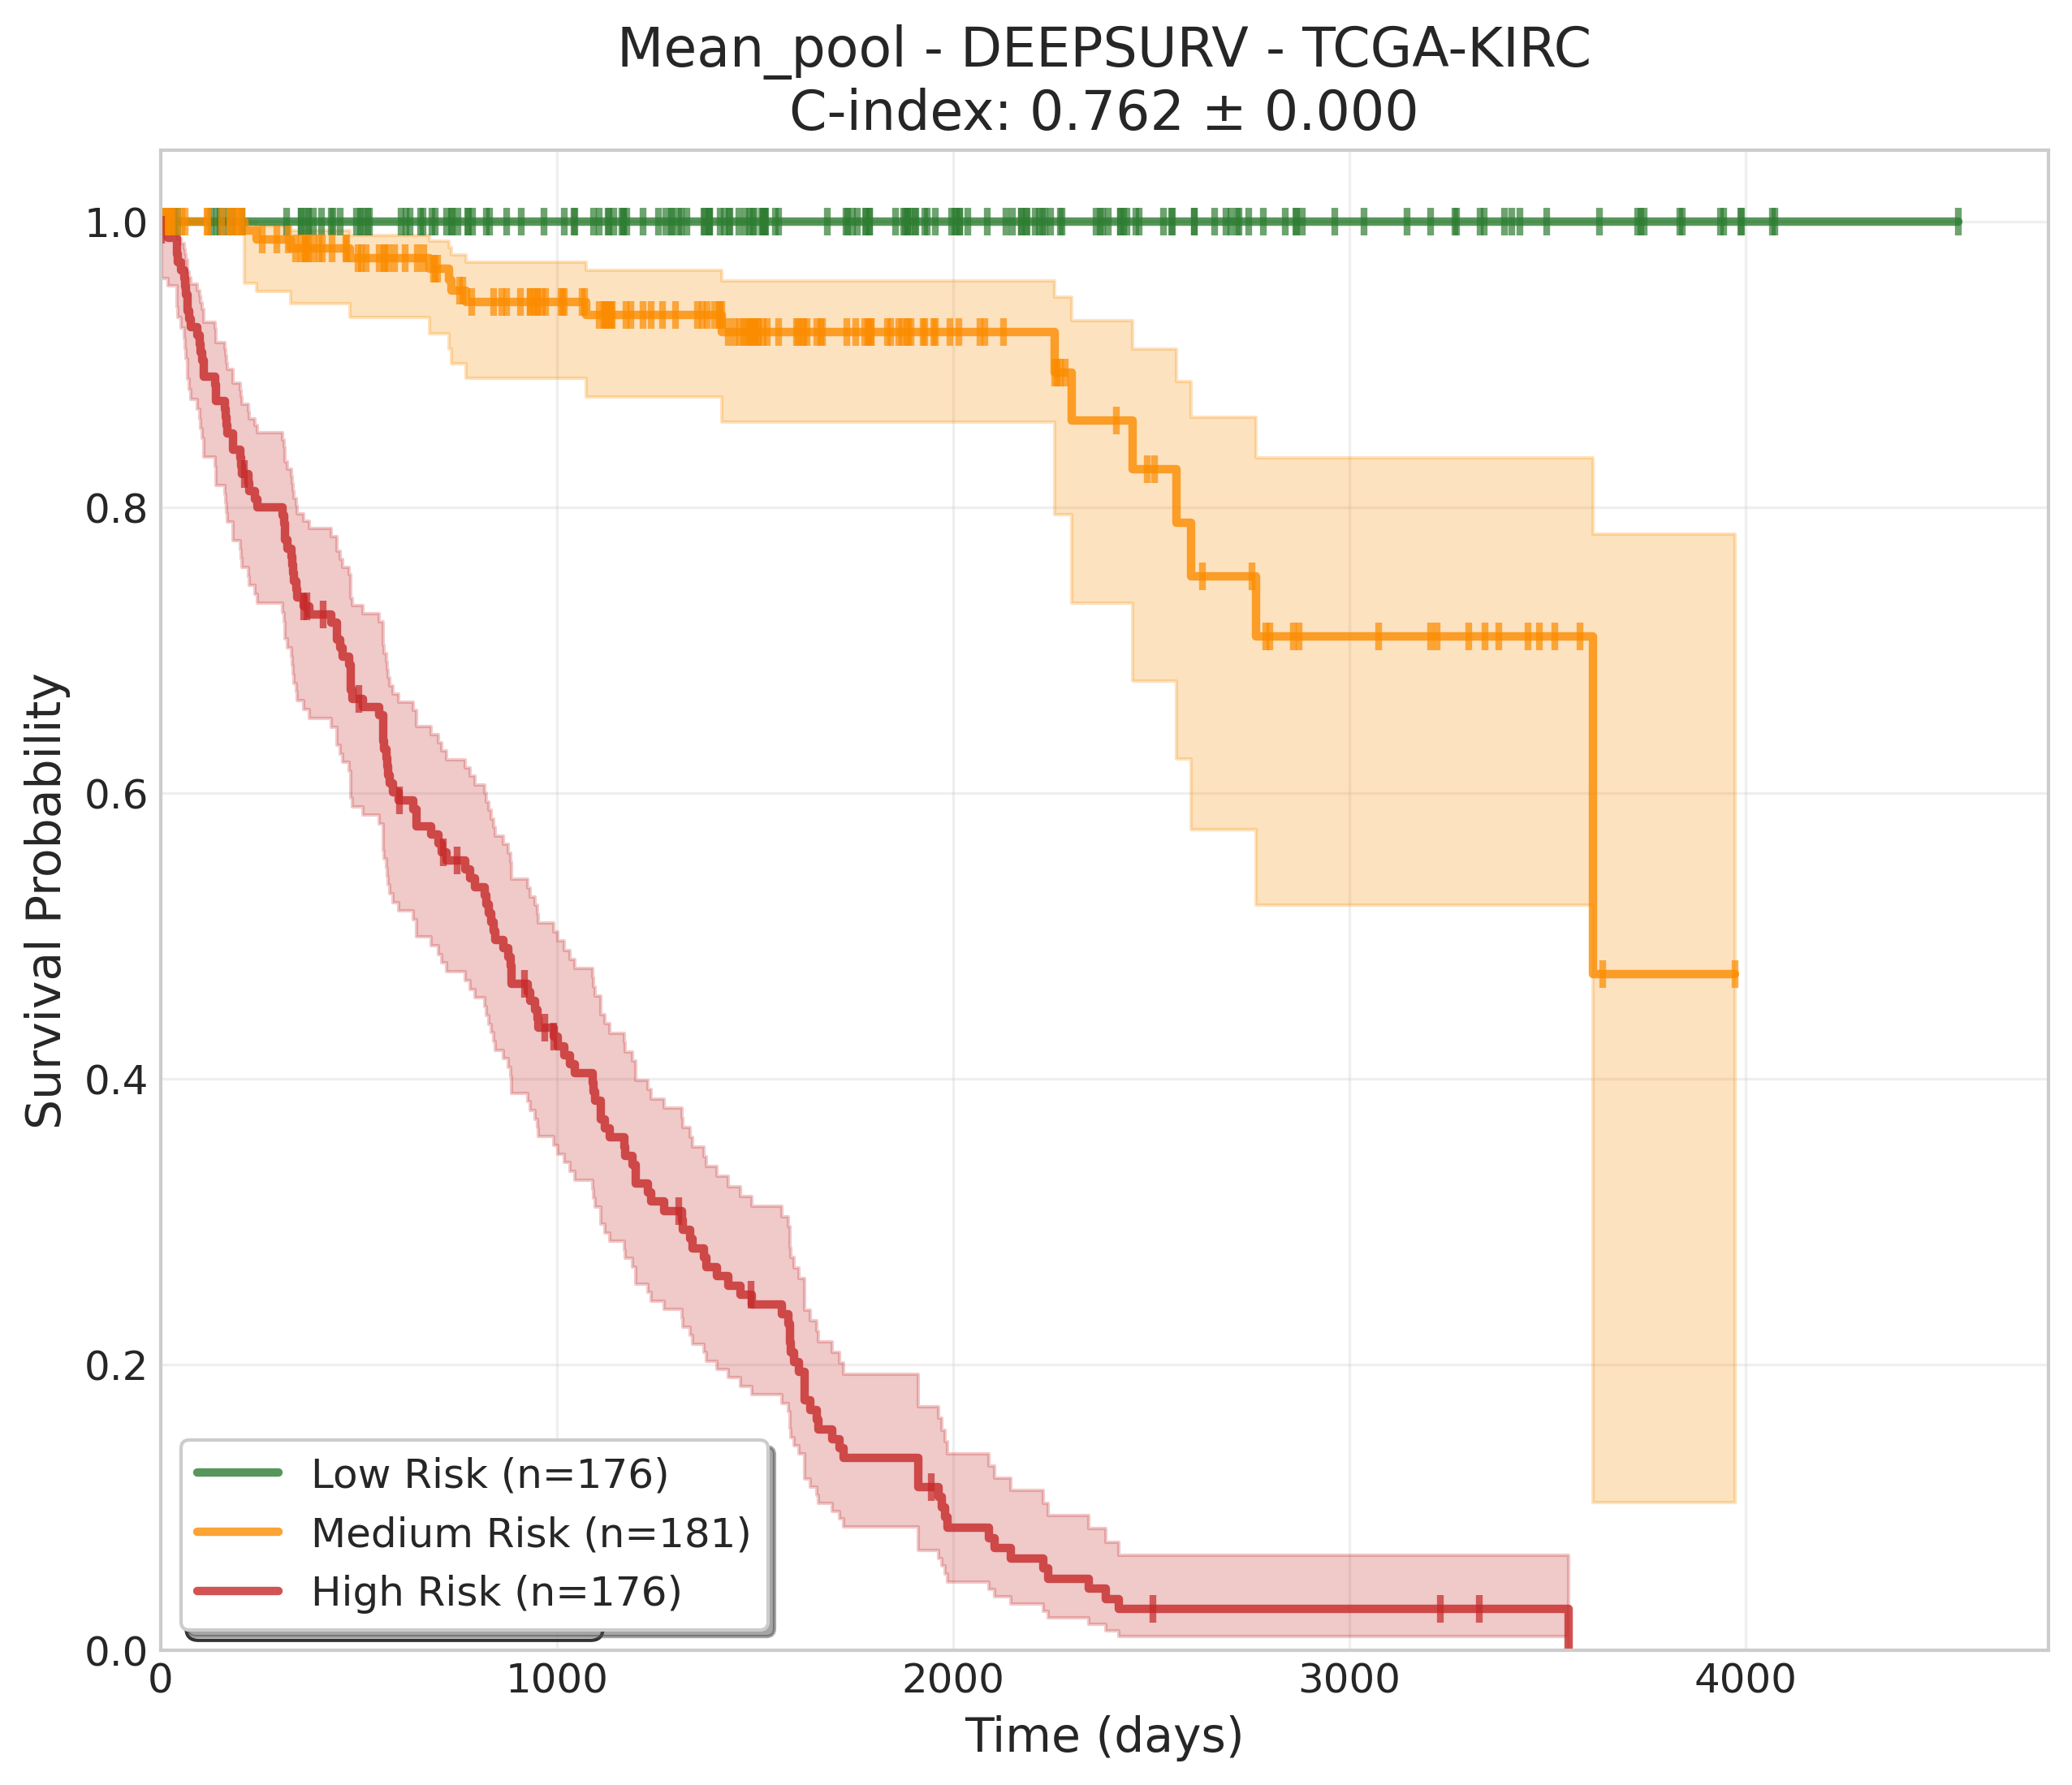 Mean_pool - DEEPSURV - TCGA-KIRC
C-index: 0.762 ± 0.000
Survival Probability
1.0
0.8
0.6
0.4
0.2
0.0
Low Risk (n=176)
Medium Risk (n=181)
High Risk (n=176)
0
1000
2000
3000
4000
Time (days)